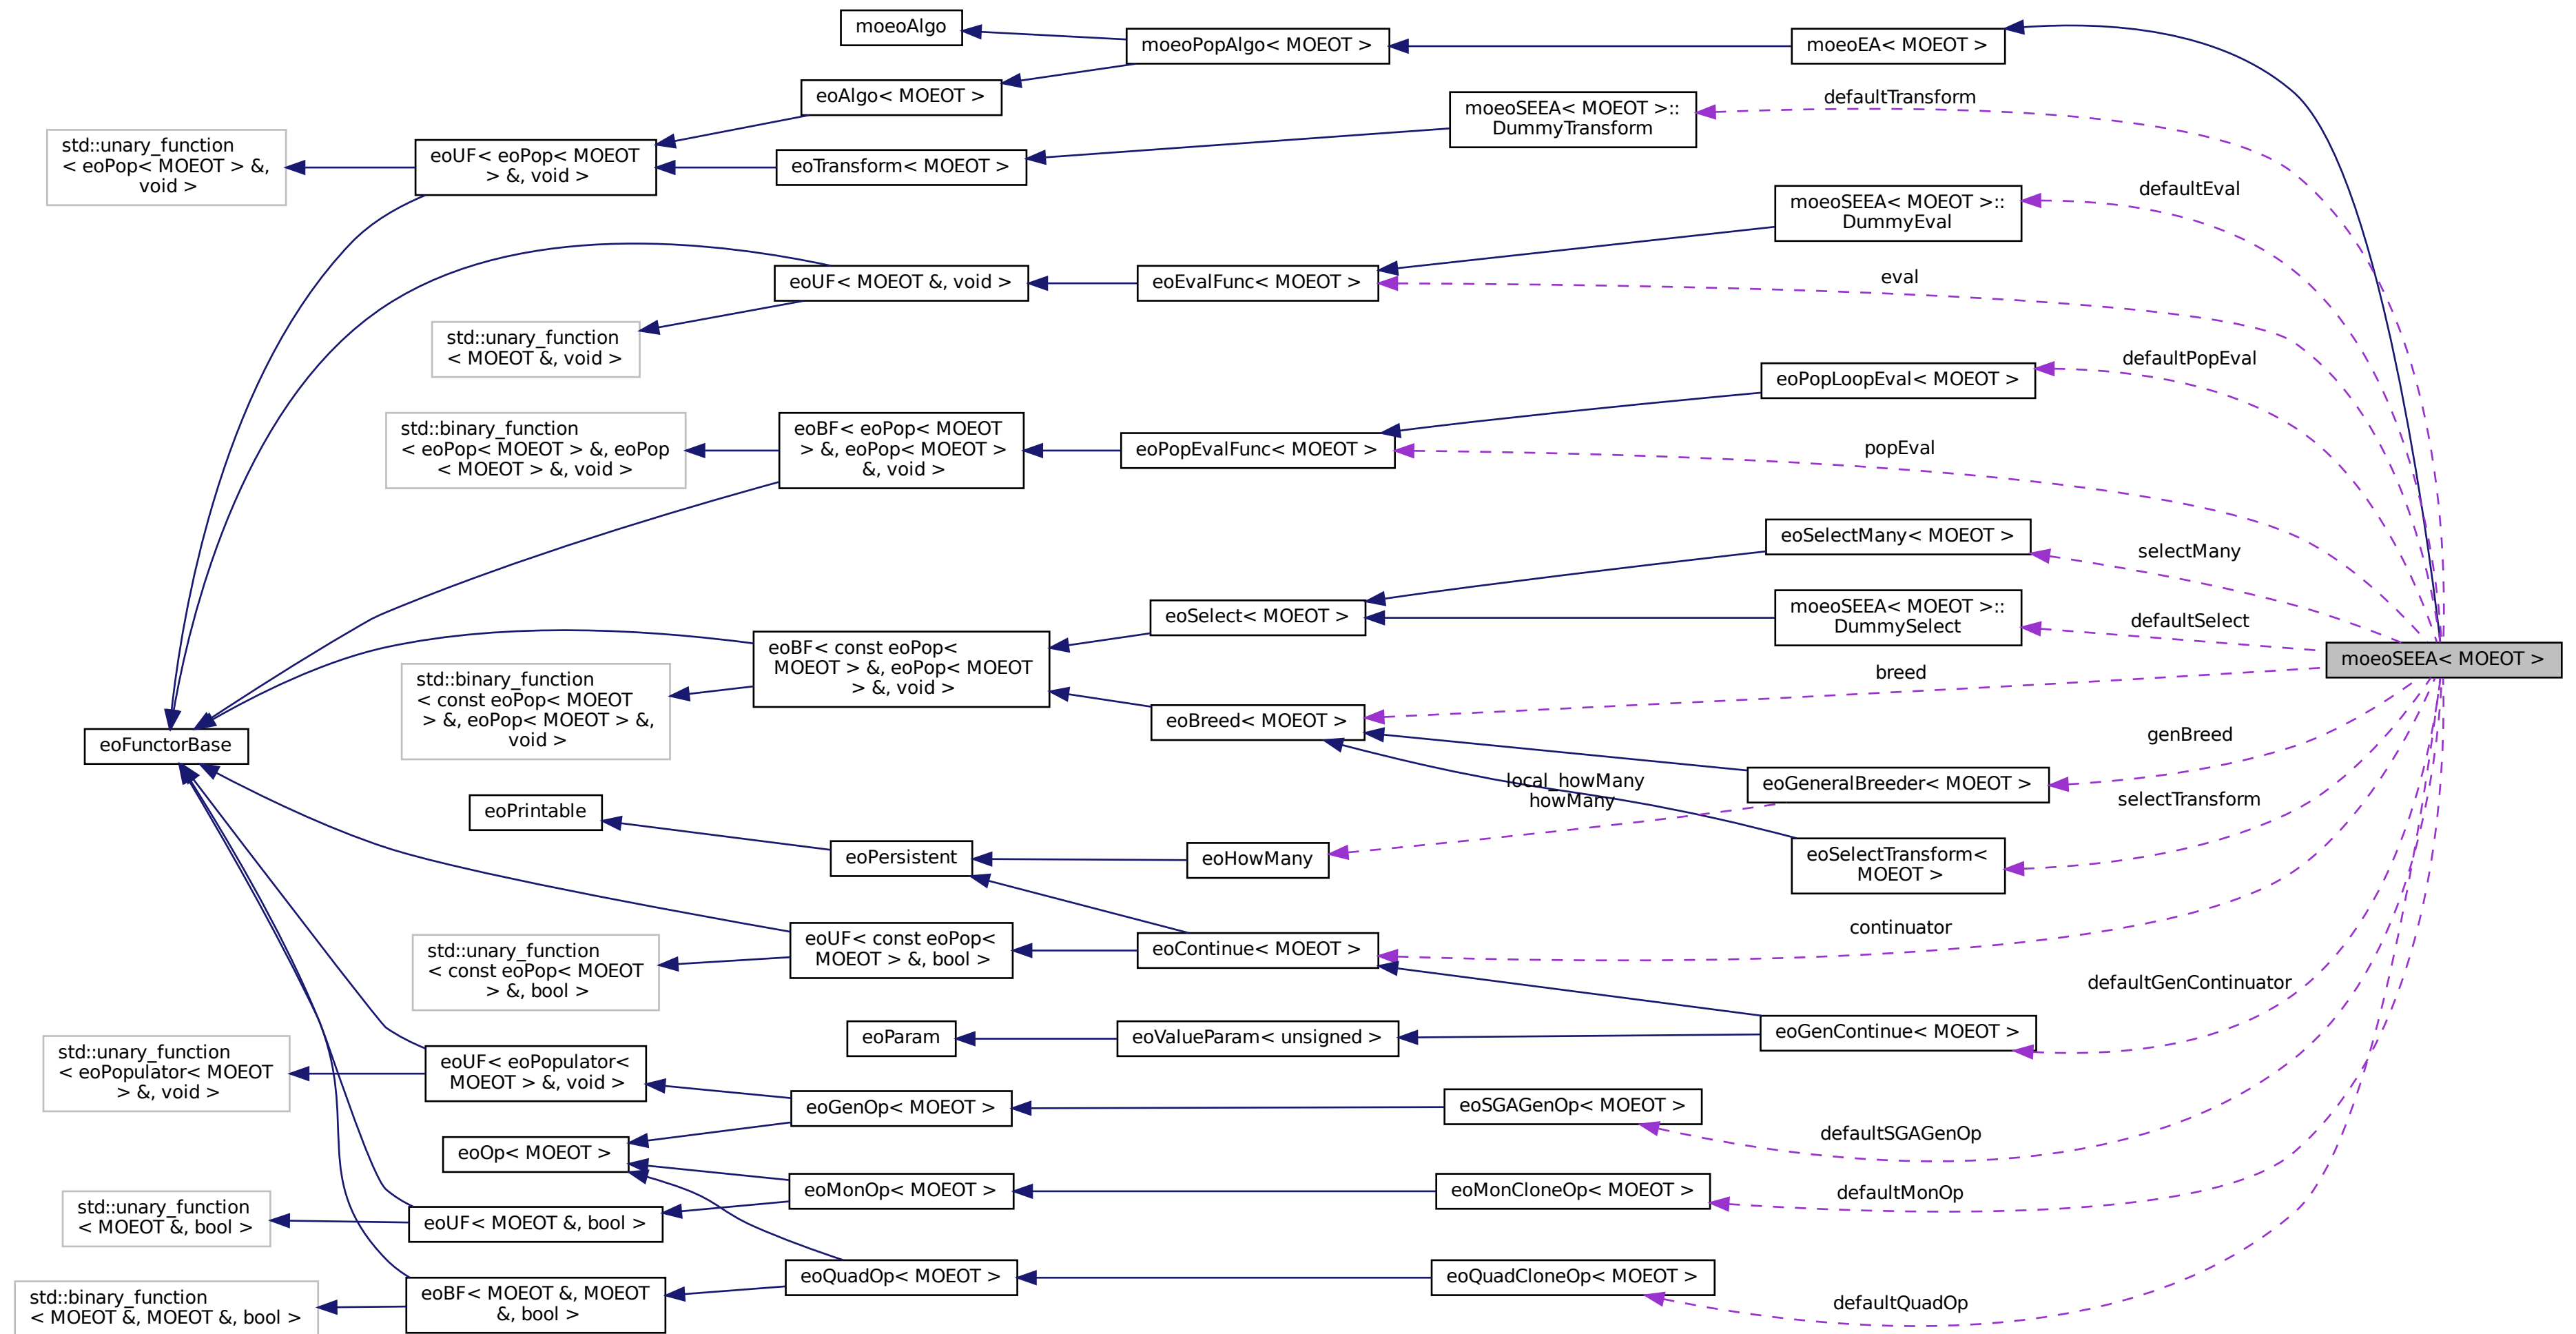 moeoAlgo
moeoPopAlgo< MOEOT >
moeoEA< MOEOT >
eoAlgo< MOEOT >
defaultTransform
moeoSEEA< MOEOT >::
DummyTransform
std::unary_function
< eoPop< MOEOT > &,
void >
eoUF< eoPop< MOEOT
> &, void >
eoTransform< MOEOT >
defaultEval
moeoSEEA< MOEOT >::
DummyEval
eval
eoUF< MOEOT &, void >
eoEvalFunc< MOEOT >
std::unary_function
< MOEOT &, void >
defaultPopEval
eoPopLoopEval< MOEOT >
std::binary_function
< eoPop< MOEOT > &, eoPop
< MOEOT > &, void >
eoBF< eoPop< MOEOT
> &, eoPop< MOEOT >
&, void >
eoPopEvalFunc< MOEOT >
popEval
eoSelectMany< MOEOT >
selectMany
eoSelect< MOEOT >
moeoSEEA< MOEOT >::
DummySelect
defaultSelect
moeoSEEA< MOEOT >
eoBF< const eoPop<
MOEOT > &, eoPop< MOEOT
> &, void >
std::binary_function
< const eoPop< MOEOT
> &, eoPop< MOEOT > &,
void >
breed
eoBreed< MOEOT >
genBreed
eoFunctorBase
eoGeneralBreeder< MOEOT >
local_howMany
howMany
selectTransform
eoPrintable
eoPersistent
eoHowMany
eoSelectTransform<
MOEOT >
continuator
std::unary_function
< const eoPop< MOEOT
> &, bool >
eoUF< const eoPop<
MOEOT > &, bool >
eoContinue< MOEOT >
defaultGenContinuator
eoParam
eoValueParam< unsigned >
eoGenContinue< MOEOT >
std::unary_function
< eoPopulator< MOEOT
> &, void >
eoUF< eoPopulator<
MOEOT > &, void >
eoGenOp< MOEOT >
eoSGAGenOp< MOEOT >
defaultSGAGenOp
eoOp< MOEOT >
eoMonOp< MOEOT >
eoMonCloneOp< MOEOT >
defaultMonOp
std::unary_function
< MOEOT &, bool >
eoUF< MOEOT &, bool >
eoQuadOp< MOEOT >
eoQuadCloneOp< MOEOT >
defaultQuadOp
std::binary_function
< MOEOT &, MOEOT &, bool >
eoBF< MOEOT &, MOEOT
&, bool >